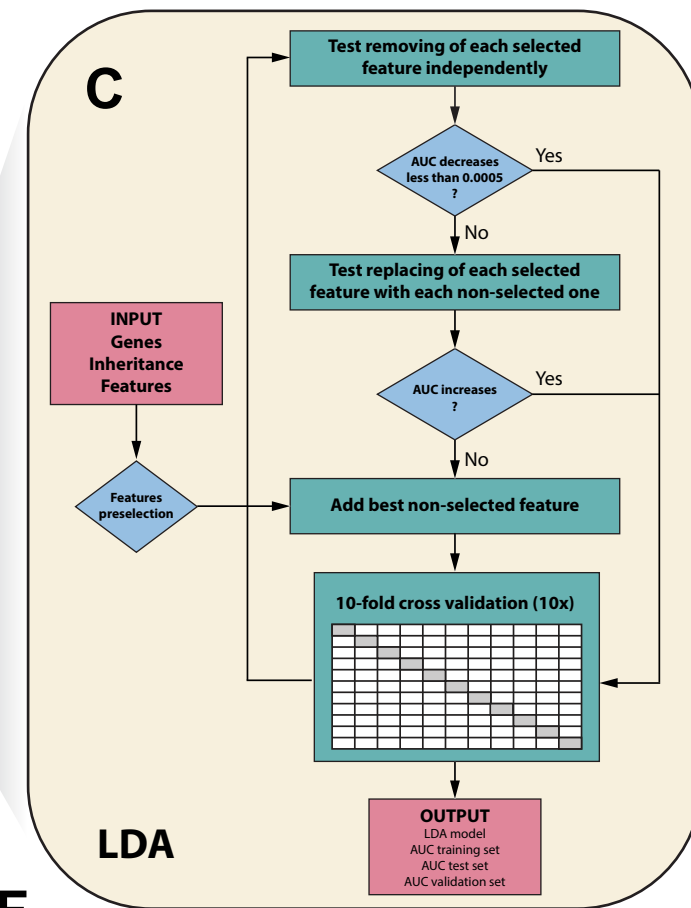 C
Test removing of each selected
feature independently
AUC decreases
less than 0.0005
?
Yes
No
Test replacing of each selected
feature with each non-selected one
INPUT
Genes
Inheritance
Features
AUC increases
?
Yes
No
Features
preselection
Add best non-selected feature
10-fold cross validation (10x)
LDA
OUTPUT
LDA model
AUC training set
AUC test set
AUC validation set